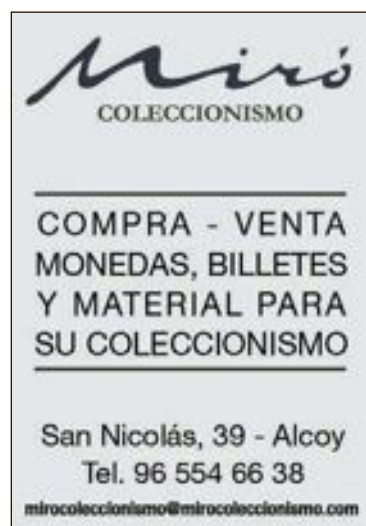 Miró
COLECCIONISMO
COMPRA - VENTA
MONEDAS, BILLETES
Y MATERIAL PARA
SU COLECCIONISMO
San Nicolás, 39 - Alcoy
Tel. 96 554 66 38
mirocoleccionismo@mirocoleccionismo.com